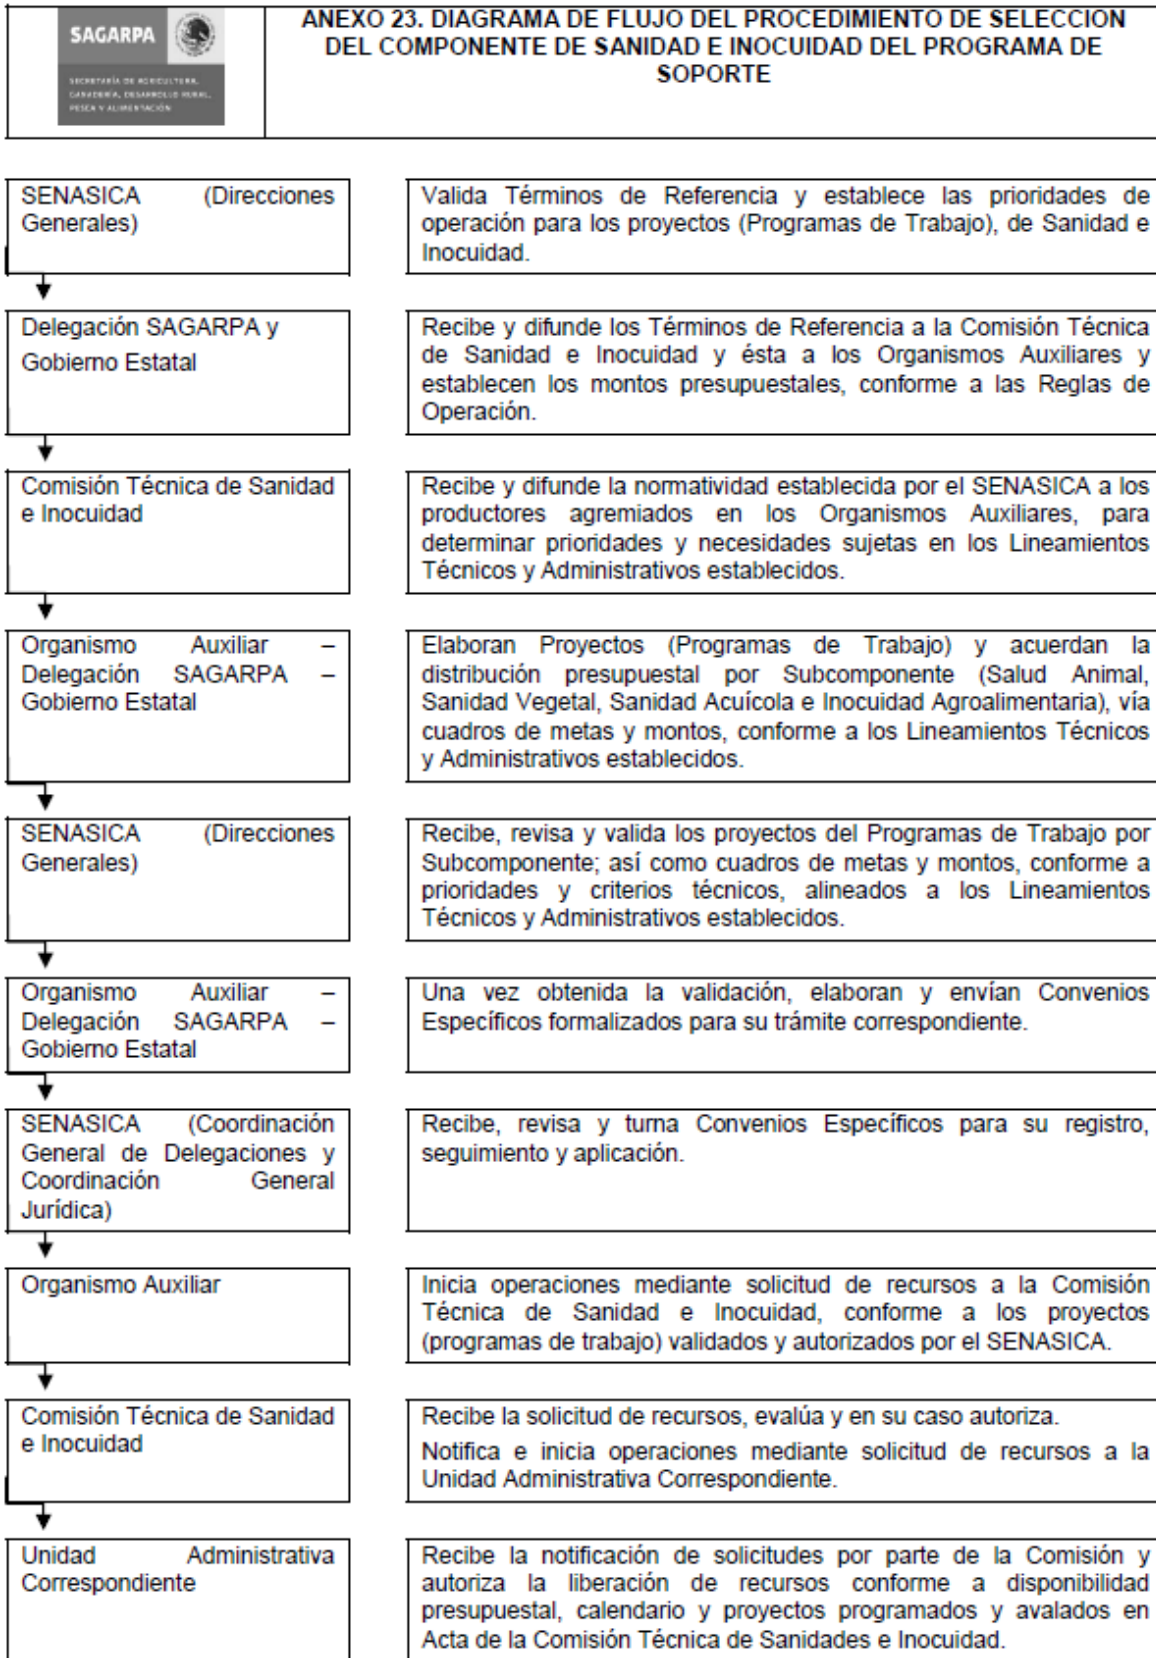 SAGARPA
SECRETARÍA DE AGRICULTURA,
GANADERÍA, DESARROLLO RURAL,
PESCA Y ALIMENTACIÓN
ANEXO 23. DIAGRAMA DE FLUJO DEL PROCEDIMIENTO DE SELECCION
DEL COMPONENTE DE SANIDAD E INOCUIDAD DEL PROGRAMA DE
SOPORTE
SENASICA (Direcciones
Generales)
Valida Términos de Referencia y establece las prioridades de
operación para los proyectos (Programas de Trabajo), de Sanidad e
Inocuidad.
Delegación SAGARPA y
Gobierno Estatal
Recibe y difunde los Términos de Referencia a la Comisión Técnica
de Sanidad e Inocuidad y ésta a los Organismos Auxiliares y
establecen los montos presupuestales, conforme a las Reglas de
Operación.
Comisión Técnica de Sanidad
e Inocuidad
Recibe y difunde la normatividad establecida por el SENASICA a los
productores agremiados en los Organismos Auxiliares, para
determinar prioridades y necesidades sujetas en los Lineamientos
Técnicos y Administrativos establecidos.
Organismo Auxiliar –
Delegación SAGARPA –
Gobierno Estatal
Elaboran Proyectos (Programas de Trabajo) y acuerdan la
distribución presupuestal por Subcomponente (Salud Animal,
Sanidad Vegetal, Sanidad Acuícola e Inocuidad Agroalimentaria), vía
cuadros de metas y montos, conforme a los Lineamientos Técnicos
y Administrativos establecidos.
SENASICA (Direcciones
Generales)
Recibe, revisa y valida los proyectos del Programas de Trabajo por
Subcomponente; así como cuadros de metas y montos, conforme a
prioridades y criterios técnicos, alineados a los Lineamientos
Técnicos y Administrativos establecidos.
Organismo Auxiliar –
Delegación SAGARPA –
Gobierno Estatal
Una vez obtenida la validación, elaboran y envían Convenios
Específicos formalizados para su trámite correspondiente.
SENASICA (Coordinación
General de Delegaciones y
Coordinación General
Jurídica)
Recibe, revisa y turna Convenios Específicos para su registro,
seguimiento y aplicación.
Organismo Auxiliar
Inicia operaciones mediante solicitud de recursos a la Comisión
Técnica de Sanidad e Inocuidad, conforme a los proyectos
(programas de trabajo) validados y autorizados por el SENASICA.
Comisión Técnica de Sanidad
e Inocuidad
Recibe la solicitud de recursos, evalúa y en su caso autoriza.
Notifica e inicia operaciones mediante solicitud de recursos a la
Unidad Administrativa Correspondiente.
Unidad Administrativa
Correspondiente
Recibe la notificación de solicitudes por parte de la Comisión y
autoriza la liberación de recursos conforme a disponibilidad
presupuestal, calendario y proyectos programados y avalados en
Acta de la Comisión Técnica de Sanidades e Inocuidad.